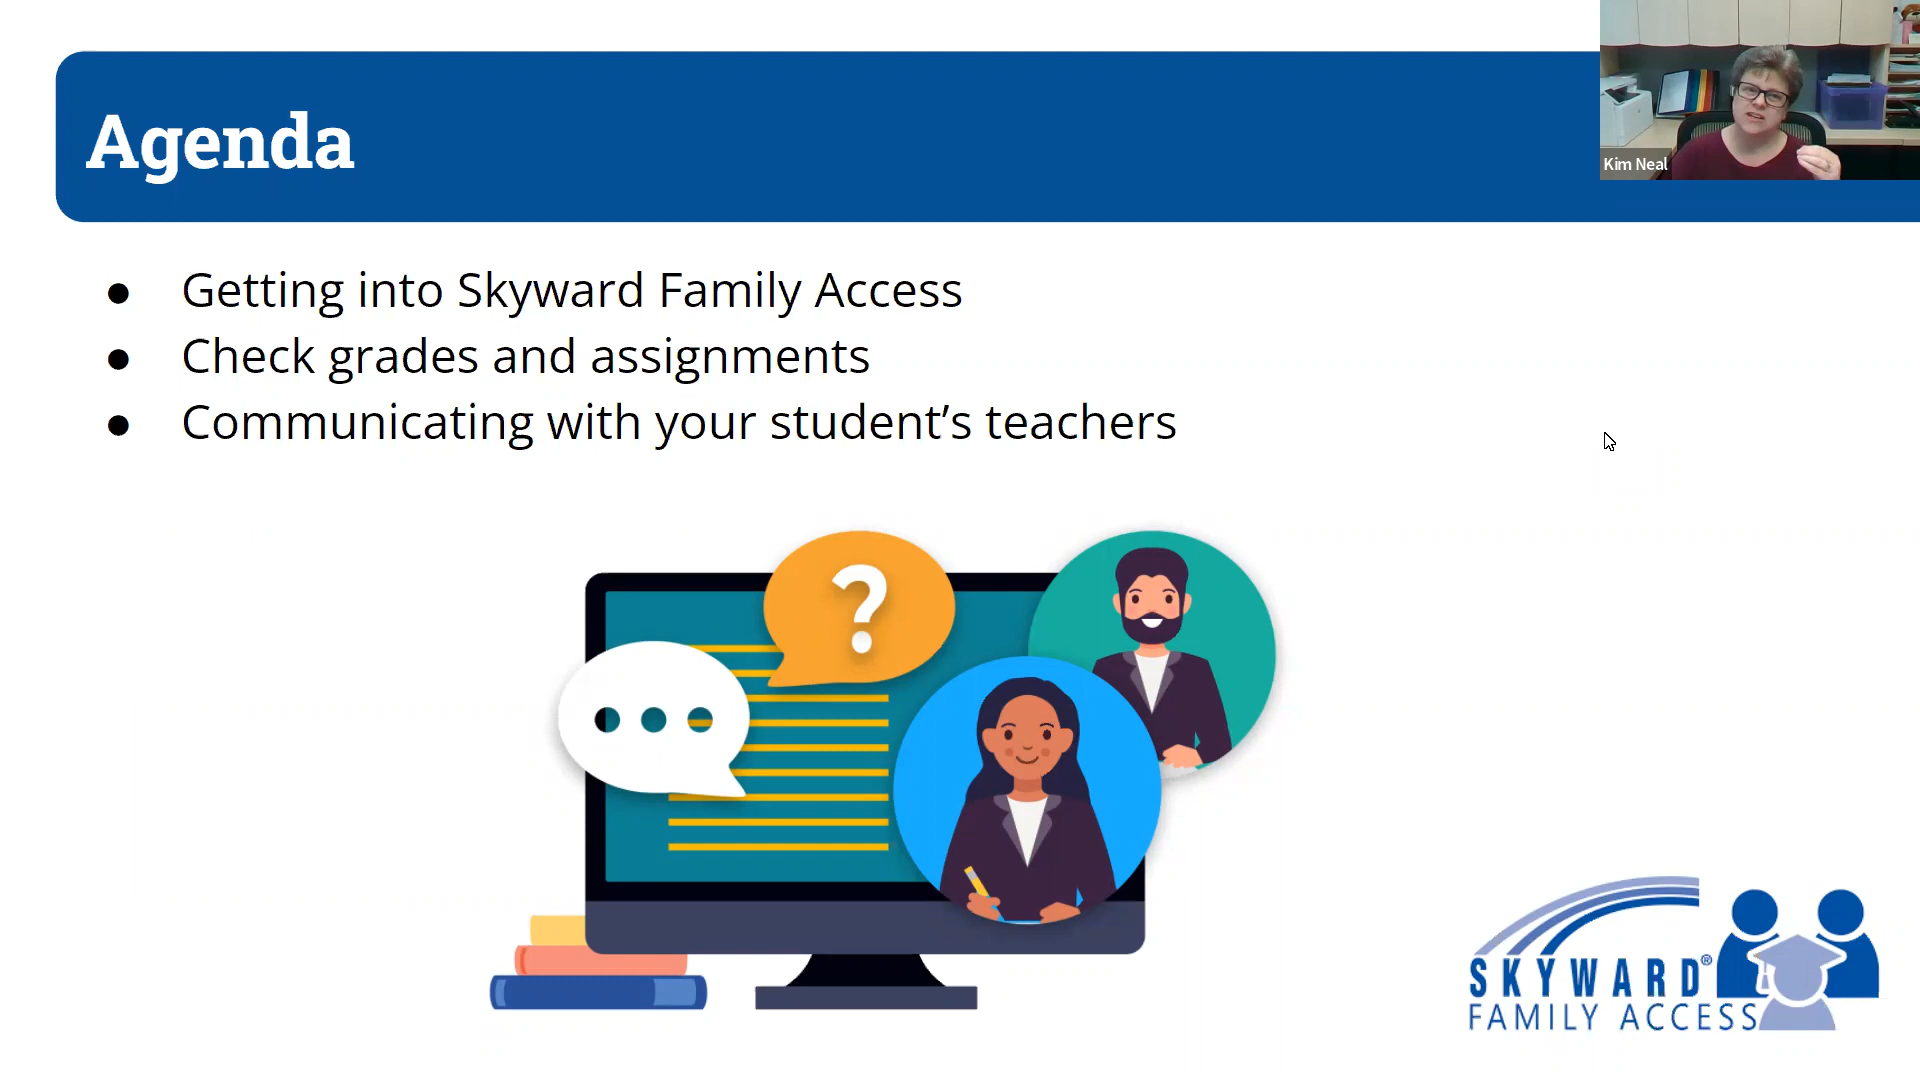 Agenda
Kim Neal
● Getting into Skyward Family Access
● Check grades and assignments
● Communicating with your student’s teachers
?
SKYWARD®
FAMILY ACCESS